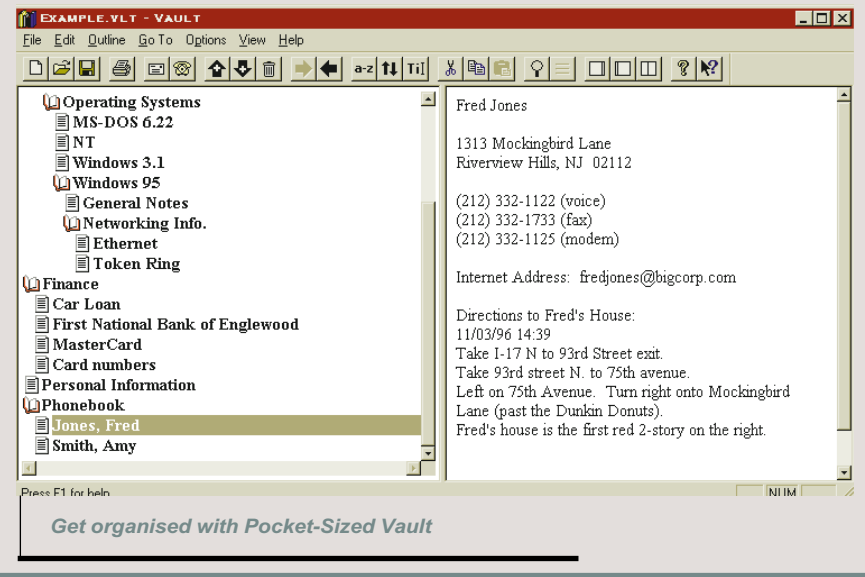 EXAMPLE.VLT - VAULT
File Edit Outline Go To Options View Help
a-z Ti
Operating Systems
MS-DOS 6.22
NT
Windows 3.1
Windows 95
General Notes
Networking Info.
Ethernet
Token Ring
Finance
Car Loan
First National Bank of Englewood
MasterCard
Card numbers
Personal Information
Phonebook
Jones, Fred
Smith, Amy
Fred Jones
1313 Mockingbird Lane
Riverview Hills, NJ 02112
(212) 332-1122 (voice)
(212) 332-1733 (fax)
(212) 332-1125 (modem)
Internet Address: fredjones@bigcorp.com
Directions to Fred's House:
11/03/96 14:39
Take I-17 N to 93rd Street exit.
Take 93rd street N. to 75th avenue.
Left on 75th Avenue. Turn right onto Mockingbird
Lane (past the Dunkin Donuts).
Fred's house is the first red 2-story on the right.
Press F1 for help
NUM
Get organised with Pocket-Sized Vault